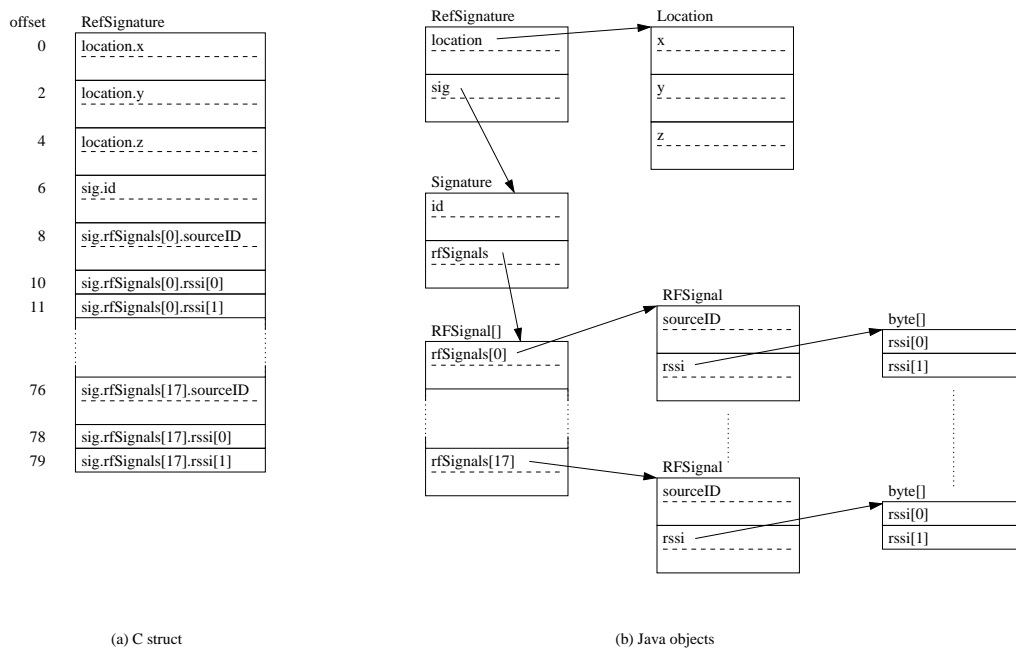 offset
RefSignature
0
location.x
2
location.y
4
location.z
6
sig.id
8
sig.rfSignals[0].sourceID
10
sig.rfSignals[0].rssi[0]
11
sig.rfSignals[0].rssi[1]
76
sig.rfSignals[17].sourceID
78
sig.rfSignals[17].rssi[0]
79
sig.rfSignals[17].rssi[1]
(a) C struct
RefSignature
location
sig
Location
x
y
z
Signature
id
rfSignals
RFSignal[]
rfSignals[0]
rfSignals[17]
RFSignal
sourceID
rssi
byte[]
rssi[0]
rssi[1]
RFSignal
sourceID
rssi
byte[]
rssi[0]
rssi[1]
(b) Java objects